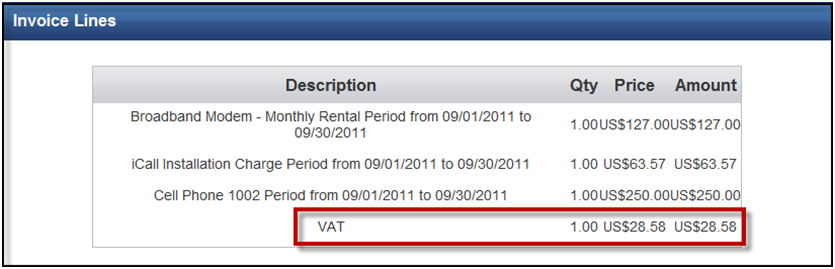 Invoice Lines
Description Qty Price Amount
Broadband Modem - Monthly Rental Period from 09/01/2011 to
09/30/2011 1.00 US$127.00 US$127.00
iCall Installation Charge Period from 09/01/2011 to 09/30/2011 1.00 US$63.57 US$63.57
Cell Phone 1002 Period from 09/01/2011 to 09/30/2011 1.00 US$250.00 US$250.00
VAT 1.00 US$28.58 US$28.58